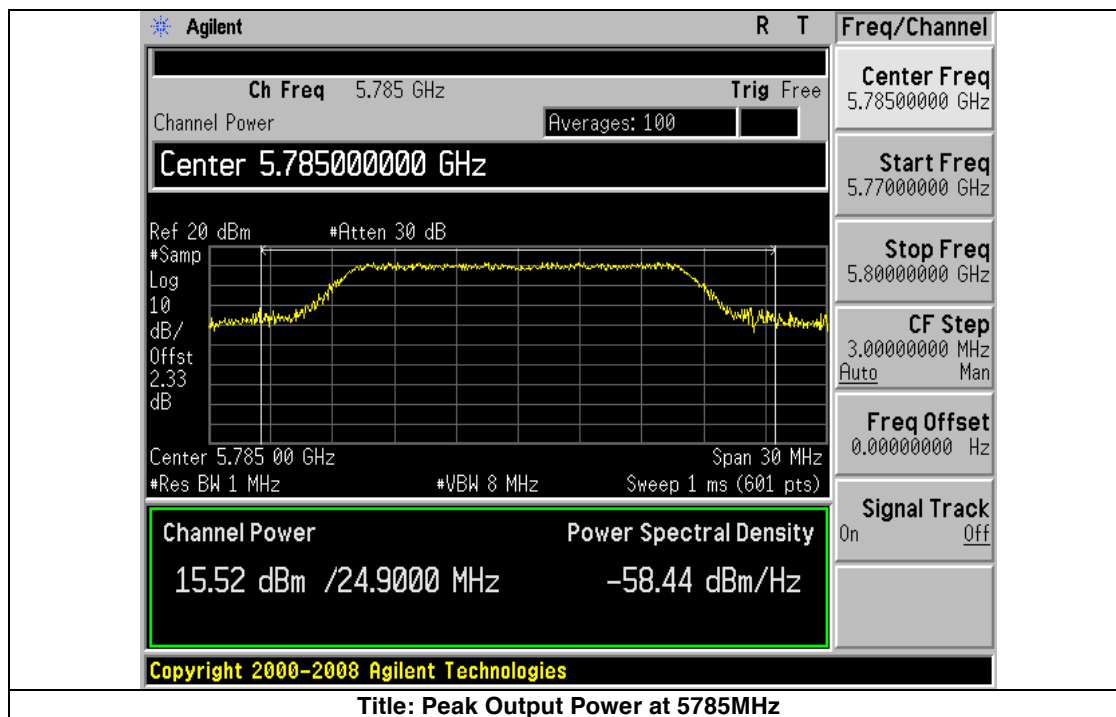 Agilent R T
Freq/Channel
Ch Freq 5.785 GHz Trig Free
Channel Power Averages: 100
Center 5.785000000 GHz
Ref 20 dBm #Atten 30 dB
#Samp
Log
10
dB/
Offst
2.33
dB
Center 5.785 00 GHz Span 30 MHz
#Res BW 1 MHz #VBW 8 MHz Sweep 1 ms (601 pts)
Channel Power Power Spectral Density
15.52 dBm /24.9000 MHz -58.44 dBm/Hz
Copyright 2000-2008 Agilent Technologies
Center Freq
5.78500000 GHz
Start Freq
5.77000000 GHz
Stop Freq
5.80000000 GHz
CF Step
3.00000000 MHz
Auto Man
Freq Offset
0.00000000 Hz
Signal Track
On Off
Title: Peak Output Power at 5785MHz